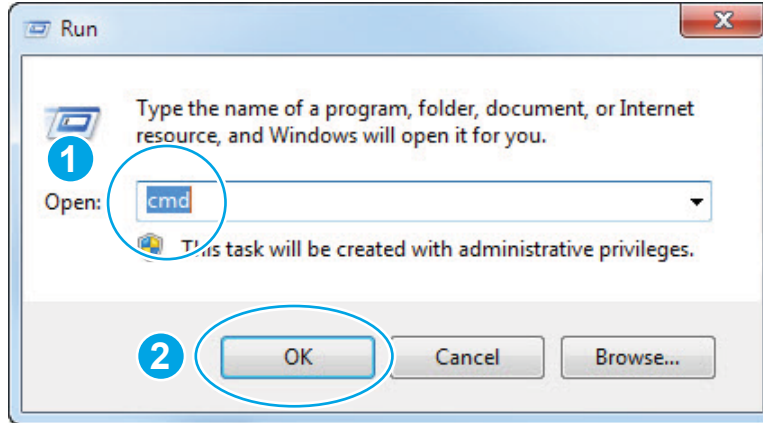 Run
Type the name of a program, folder, document, or Internet
resource, and Windows will open it for you.
1
Open: cmd
This task will be created with administrative privileges.
2 OK Cancel Browse...